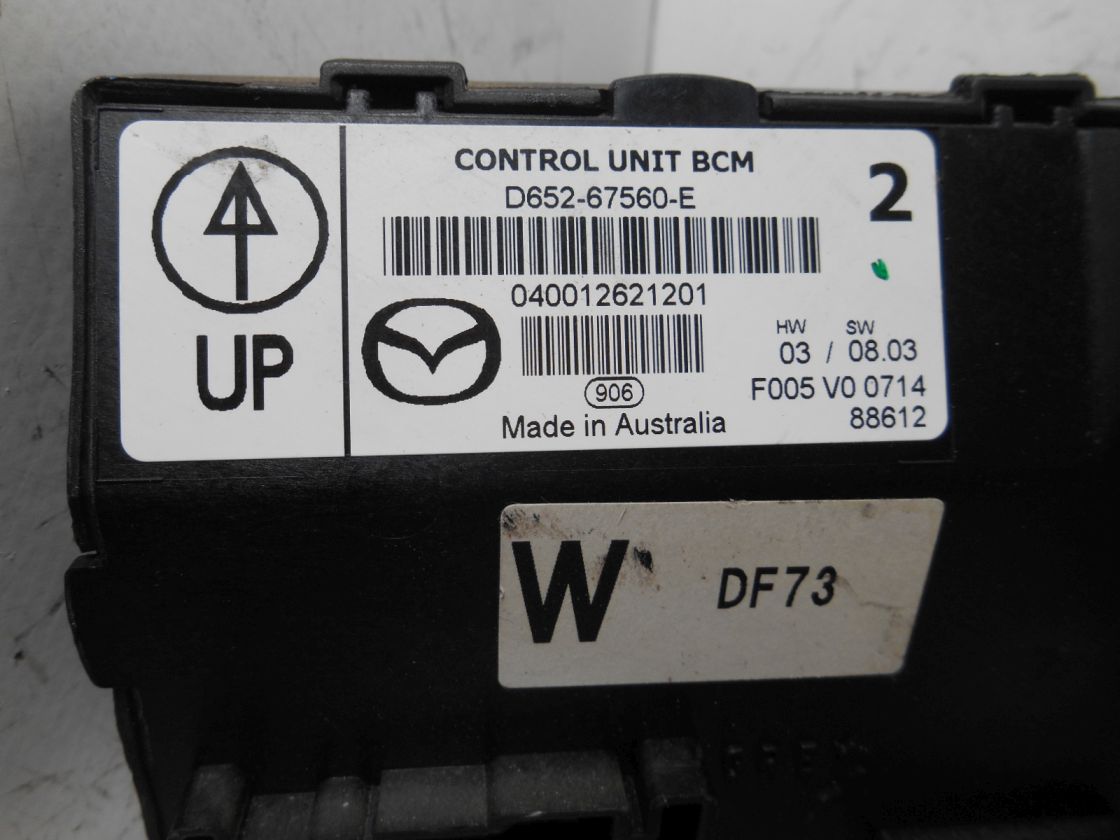 UP
CONTROL UNIT BCM
D652-67560-E
2
040012621201
HW SW
03 / 08.03
906
F005 V0 0714
88612
Made in Australia
W
DF73